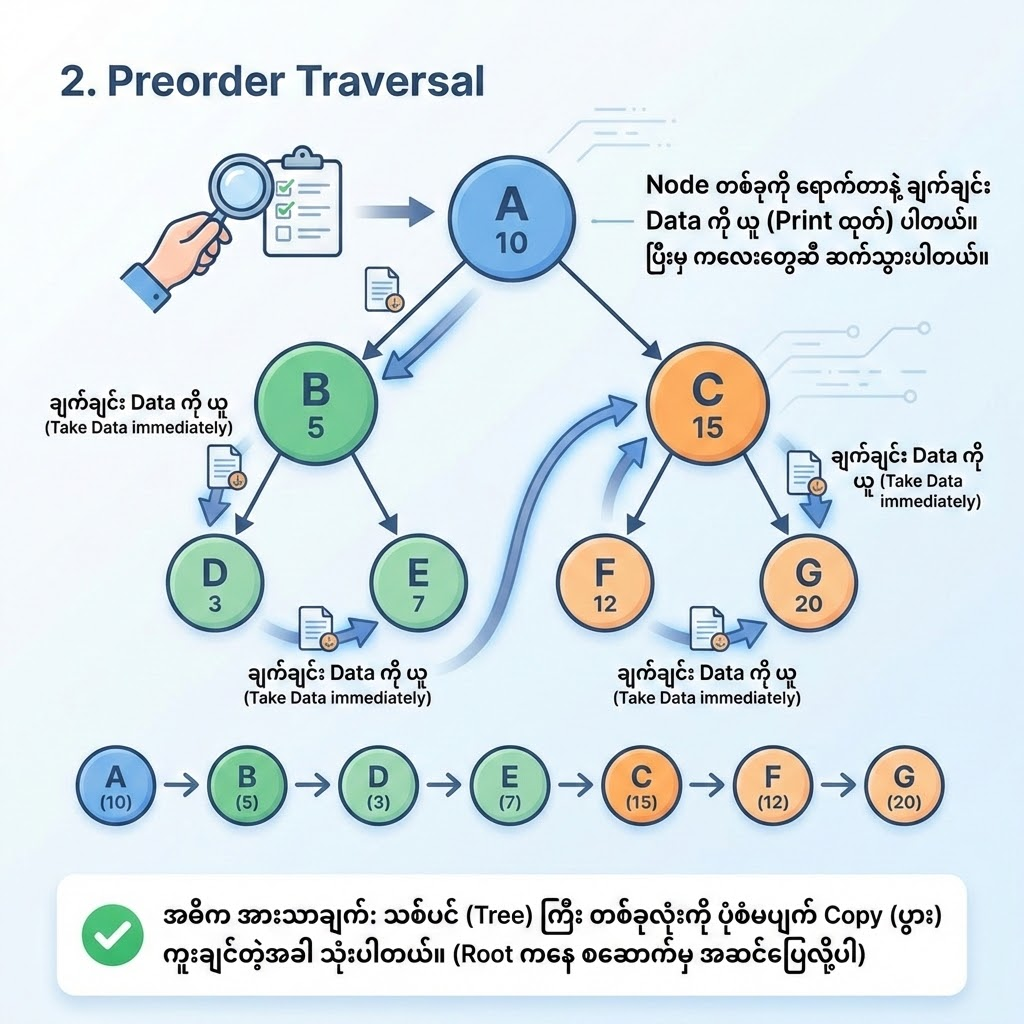 2. Preorder Traversal
A
10
Node တစ်ခုကို ရောက်တာနဲ့ ချက်ချင်း
Data ကို ယူ (Print ထုတ်) ပါတယ်။
ပြီးမှ ကလေးတွေဆီ ဆက်သွားပါတယ်။
B
5
C
15
ချက်ချင်း Data ကို ယူ
(Take Data immediately)
ချက်ချင်း Data ကို
ယူ (Take Data
immediately)
D
3
E
7
F
12
G
20
ချက်ချင်း Data ကို ယူ
(Take Data immediately)
ချက်ချင်း Data ကို ယူ
(Take Data immediately)
A
(10)
B
(5)
D
(3)
E
(7)
C
(15)
F
(12)
G
(20)
အဓိက အားသာချက်: သစ်ပင် (Tree) ကြီး တစ်ခုလုံးကို ပုံစံမပျက် Copy (ပွား)
ကူးချင်တဲ့အခါ သုံးပါတယ်။ (Root ကနေ စဆောက်မှ အဆင်ပြေလို့ပါ)